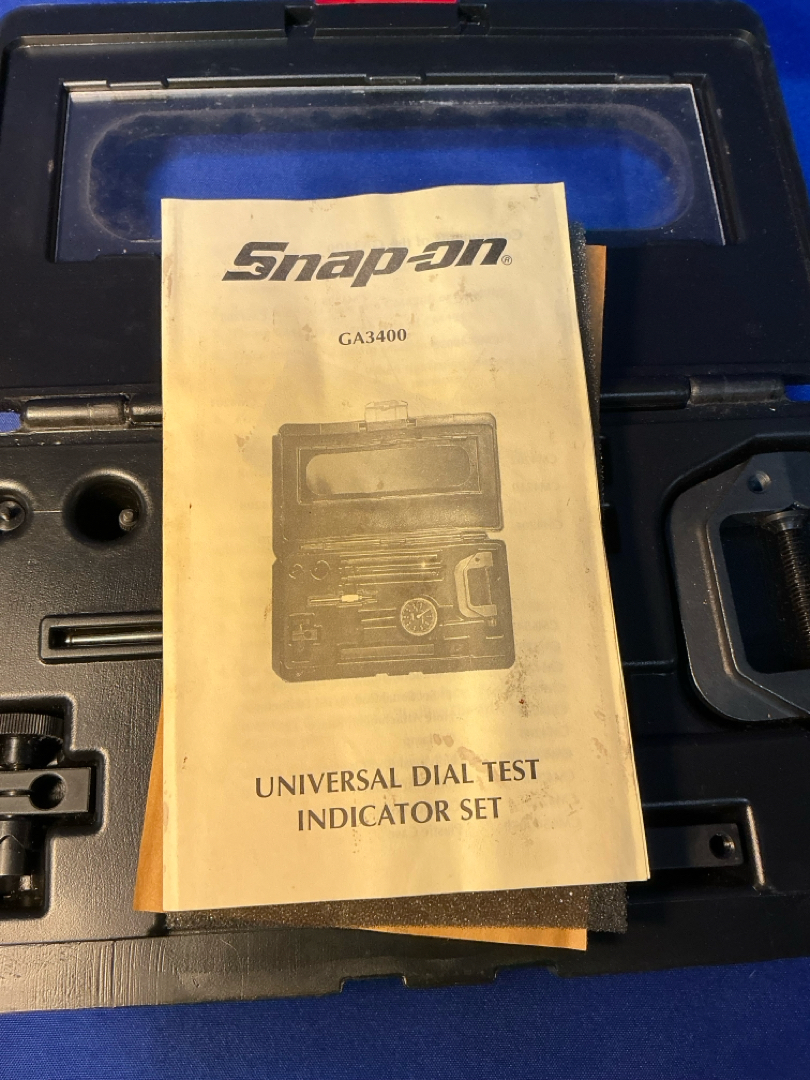 Snap-on®
GA3400
UNIVERSAL DIAL TEST
INDICATOR SET